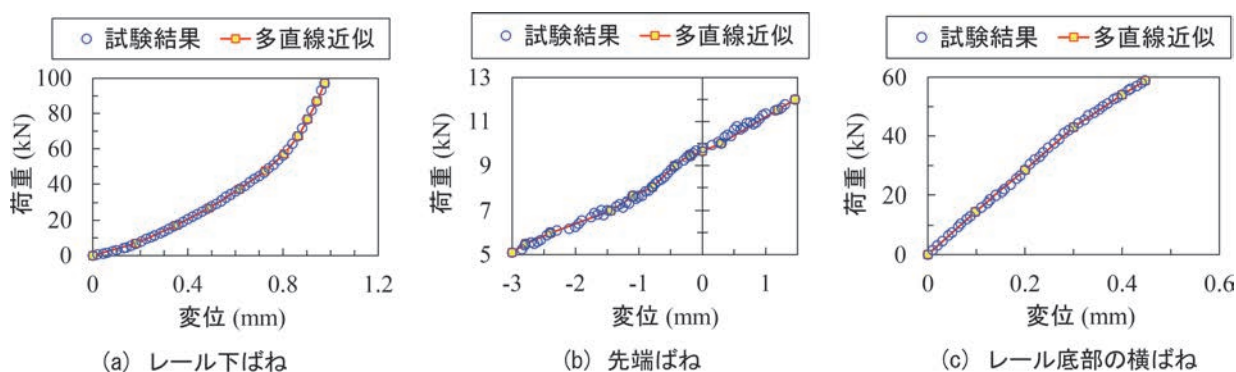 試験結果 多直線近似
100
80
60
40
20
0
荷重 (kN)
0 0.4 0.8 1.2
変位 (mm)
(a) レール下ばね
試験結果 多直線近似
13
11
9
7
5
荷重 (kN)
-3 -2 -1 0 1
変位 (mm)
(b) 先端ばね
試験結果 多直線近似
60
40
20
0
荷重 (kN)
0 0.2 0.4 0.6
変位 (mm)
(c) レール底部の横ばね